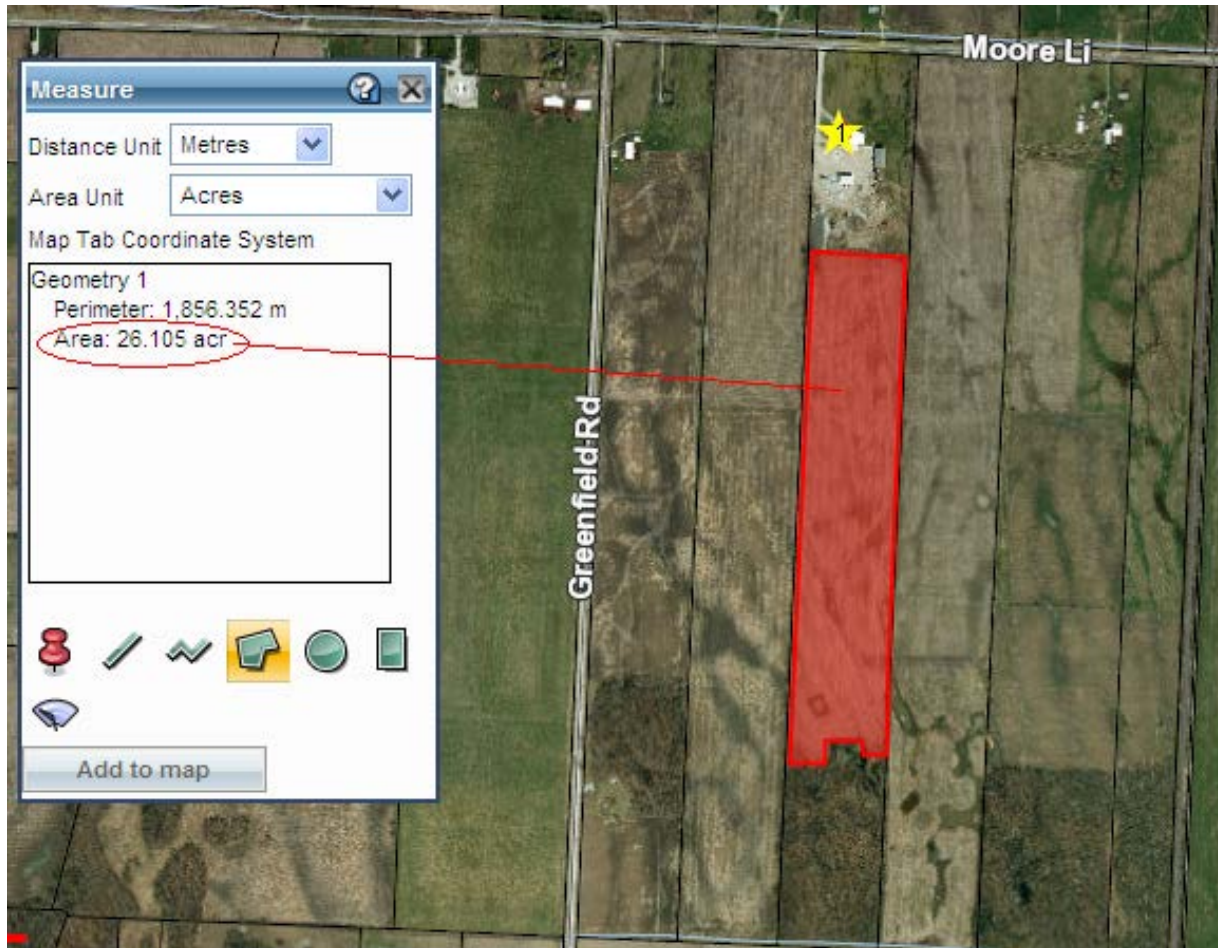 Moore Li
Measure
Distance Unit Metres
Area Unit Acres
Map Tab Coordinate System
Geometry 1
Perimeter: 1,856.352 m
Area: 26.105 acr
Add to map
1
Greenfield Rd